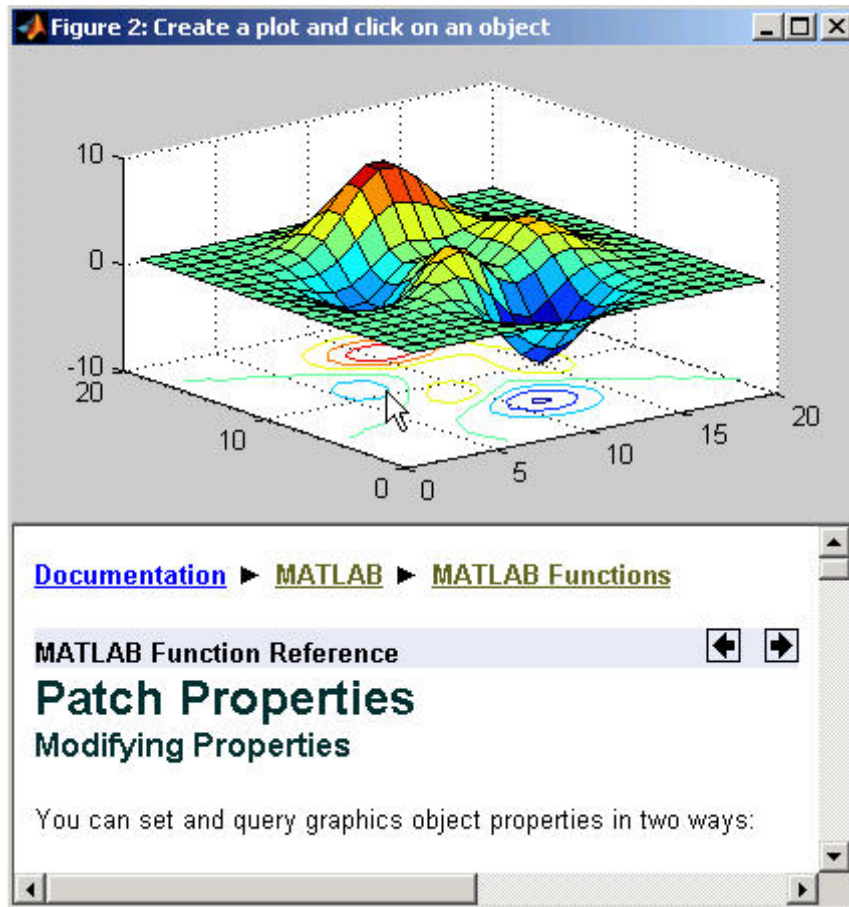 Figure 2: Create a plot and click on an object
10
0
-10
20
10
0
0
5
10
15
20
Documentation ► MATLAB ► MATLAB Functions
MATLAB Function Reference
Patch Properties
Modifying Properties
You can set and query graphics object properties in two ways: